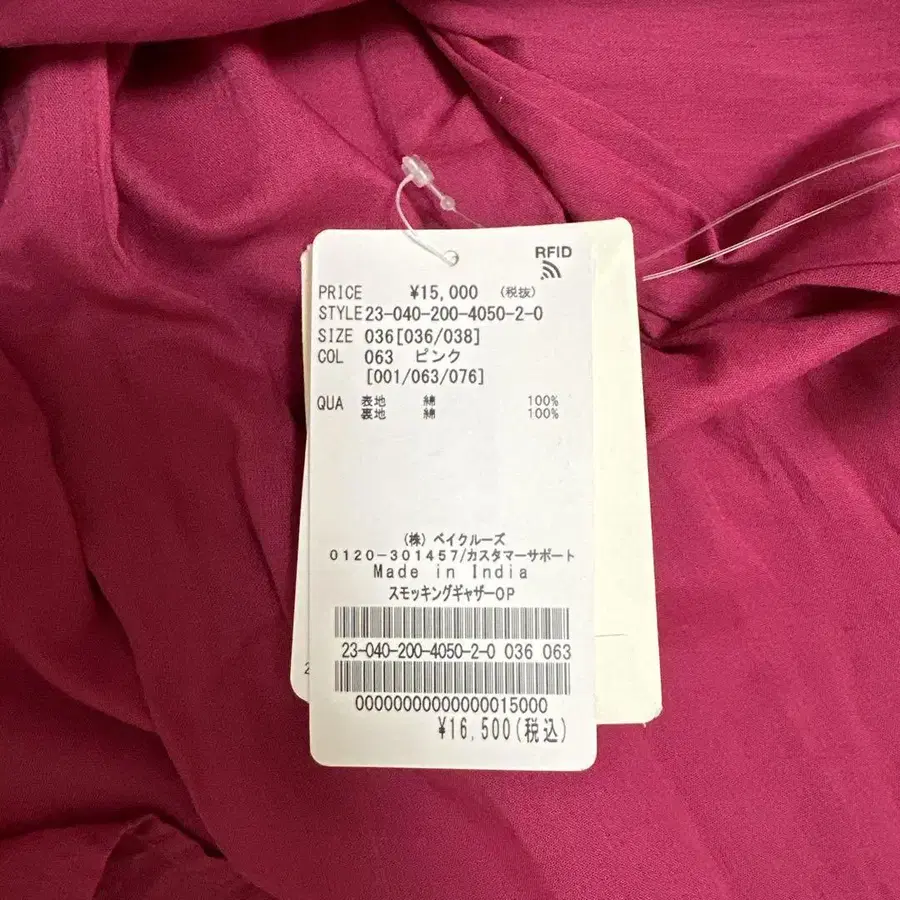 RFID
PRICE ¥15,000 (税抜)
STYLE 23-040-200-4050-2-0
SIZE 036[036/038]
COL 063 ピンク
[001/063/076]
QUA 表地 綿 100%
裏地 綿 100%
(株) ベイクルーズ
0120-301457/カスタマーサポート
Made in India
スモッキングギャザーOP
23-040-200-4050-2-0 036 063
00000000000000015000
¥16,500(税込)